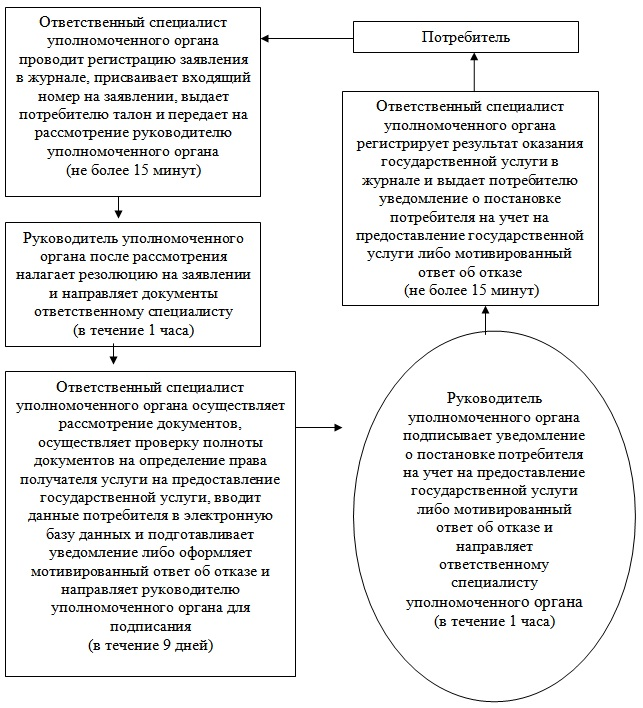 Потребитель
Ответственный специалист
уполномоченного органа
проводит регистрацию заявления
в журнале, присваивает входящий
номер на заявлении, выдает
потребителю талон и передает на
рассмотрение руководителю
уполномоченного органа
(не более 15 минут)
Руководитель уполномоченного
органа после рассмотрения
налагает резолюцию на заявлении
и направляет документы
ответственному специалисту
(в течение 1 часа)
Ответственный специалист
уполномоченного органа осуществляет
рассмотрение документов,
осуществляет проверку полноты
документов на определение права
получателя услуги на предоставление
государственной услуги, вводит
данные потребителя в электронную
базу данных и подготавливает
уведомление либо оформляет
мотивированный ответ об отказе и
направляет руководителю
уполномоченного органа для
подписания
(в течение 9 дней)
Руководитель
уполномоченного органа
подписывает уведомление
о постановке потребителя
на учет на предоставление
государственной услуги
либо мотивированный
ответ об отказе и
направляет
ответственному
специалисту
уполномоченного органа
(в течение 1 часа)
Ответственный специалист
уполномоченного органа
регистрирует результат оказания
государственной услуги в
журнале и выдает потребителю
уведомление о постановке
потребителя на учет на
предоставление государственной
услуги либо мотивированный
ответ об отказе
(не более 15 минут)